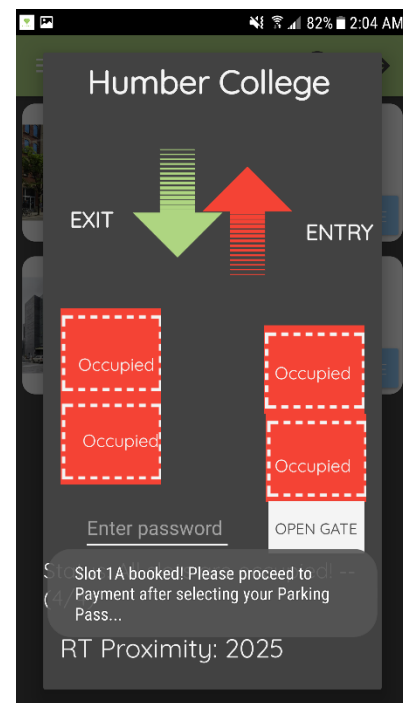 82% 2:04 AM
Humber College
EXIT
ENTRY
Occupied
Occupied
Occupied
Occupied
Enter password
OPEN GATE
Slot 1A booked! Please proceed to
Payment after selecting your Parking
Pass...
RT Proximity: 2025